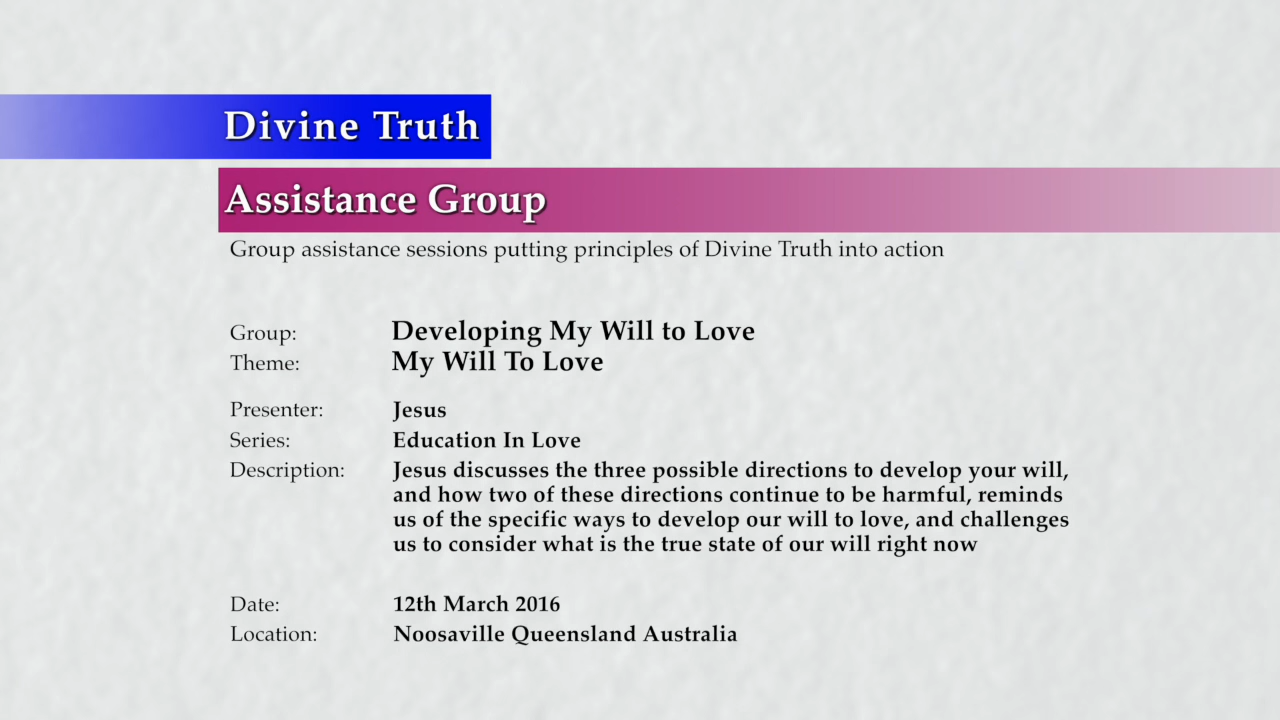 Divine Truth
Assistance Group
Group assistance sessions putting principles of Divine Truth into action
Group: Developing My Will to Love
Theme: My Will To Love
Presenter: Jesus
Series: Education In Love
Description: Jesus discusses the three possible directions to develop your will,
and how two of these directions continue to be harmful, reminds
us of the specific ways to develop our will to love, and challenges
us to consider what is the true state of our will right now
Date: 12th March 2016
Location: Noosaville Queensland Australia